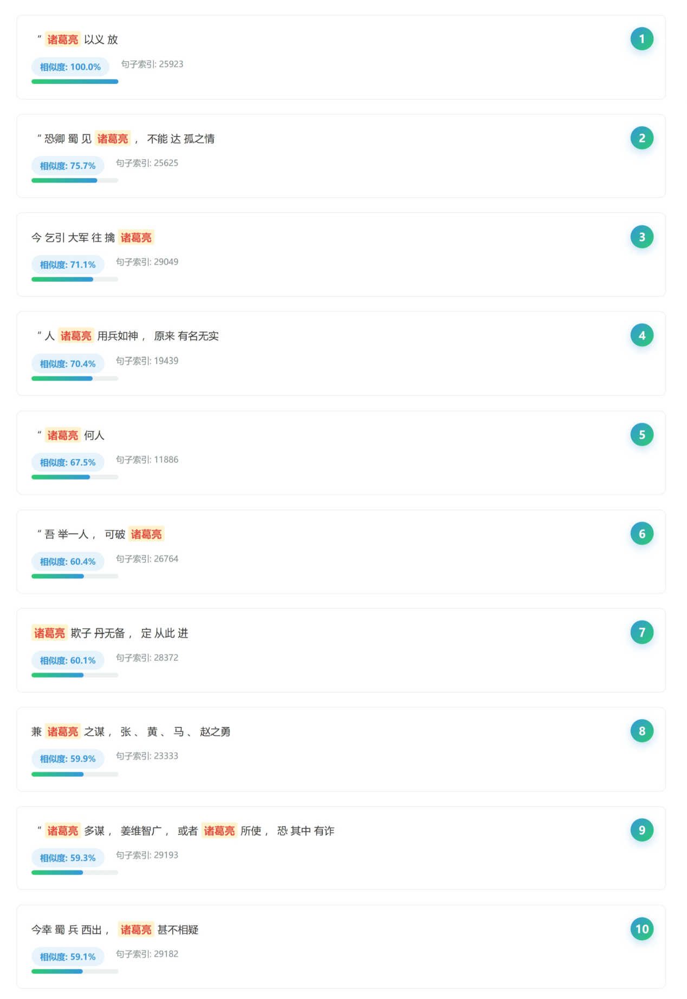 “ 诸葛亮 以义 放
1
相似度: 100.0% 句子索引: 25923
“ 恐卿 蜀 见 诸葛亮 ， 不能 达 孤之情
2
相似度: 75.7% 句子索引: 25625
今 乞引 大军 往 擒 诸葛亮
3
相似度: 71.1% 句子索引: 29049
“ 人 诸葛亮 用兵如神 ， 原来 有名无实
4
相似度: 70.4% 句子索引: 19439
“ 诸葛亮 何人
5
相似度: 67.5% 句子索引: 11886
“ 吾 举一人 ， 可破 诸葛亮
6
相似度: 60.4% 句子索引: 26764
诸葛亮 欺子 丹无备 ， 定 从此 进
7
相似度: 60.1% 句子索引: 28372
兼 诸葛亮 之谋 ， 张 、 黄 、 马 、 赵之勇
8
相似度: 59.9% 句子索引: 23333
“ 诸葛亮 多谋 ， 姜维智广 ， 或者 诸葛亮 所使 ， 恐 其中 有诈
9
相似度: 59.3% 句子索引: 29193
今幸 蜀 兵 西出 ， 诸葛亮 甚不相疑
10
相似度: 59.1% 句子索引: 29182